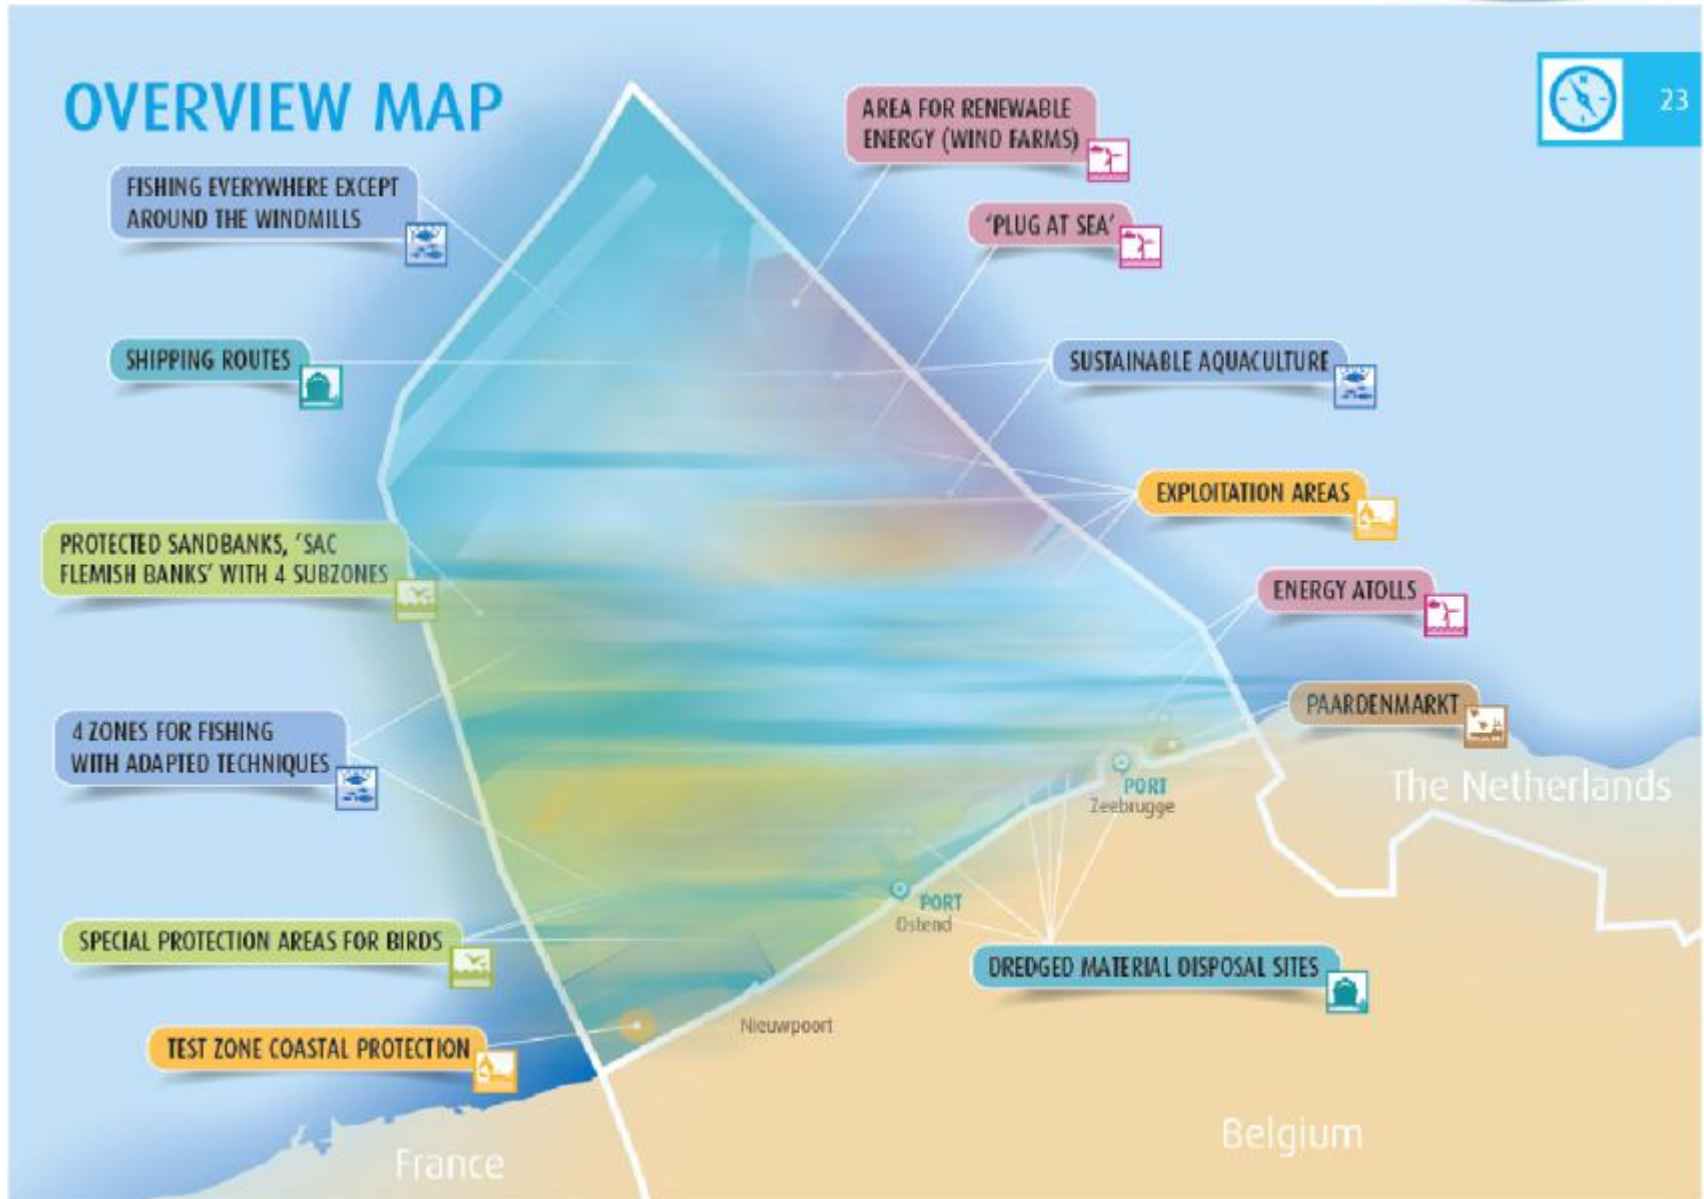 OVERVIEW MAP
23
AREA FOR RENEWABLE
ENERGY (WIND FARMS)
FISHING EVERYWHERE EXCEPT
AROUND THE WINDMILLS
'PLUG AT SEA'
SHIPPING ROUTES
SUSTAINABLE AQUACULTURE
EXPLOITATION AREAS
PROTECTED SANDBANKS, 'SAC
FLEMISH BANKS' WITH 4 SUBZONES
ENERGY ATOLLS
PAARDENMARKT
4 ZONES FOR FISHING
WITH ADAPTED TECHNIQUES
The Netherlands
PORT
Zeebrugge
PORT
Ostend
SPECIAL PROTECTION AREAS FOR BIRDS
DREDGED MATERIAL DISPOSAL SITES
Nieuwpoort
TEST ZONE COASTAL PROTECTION
Belgium
France